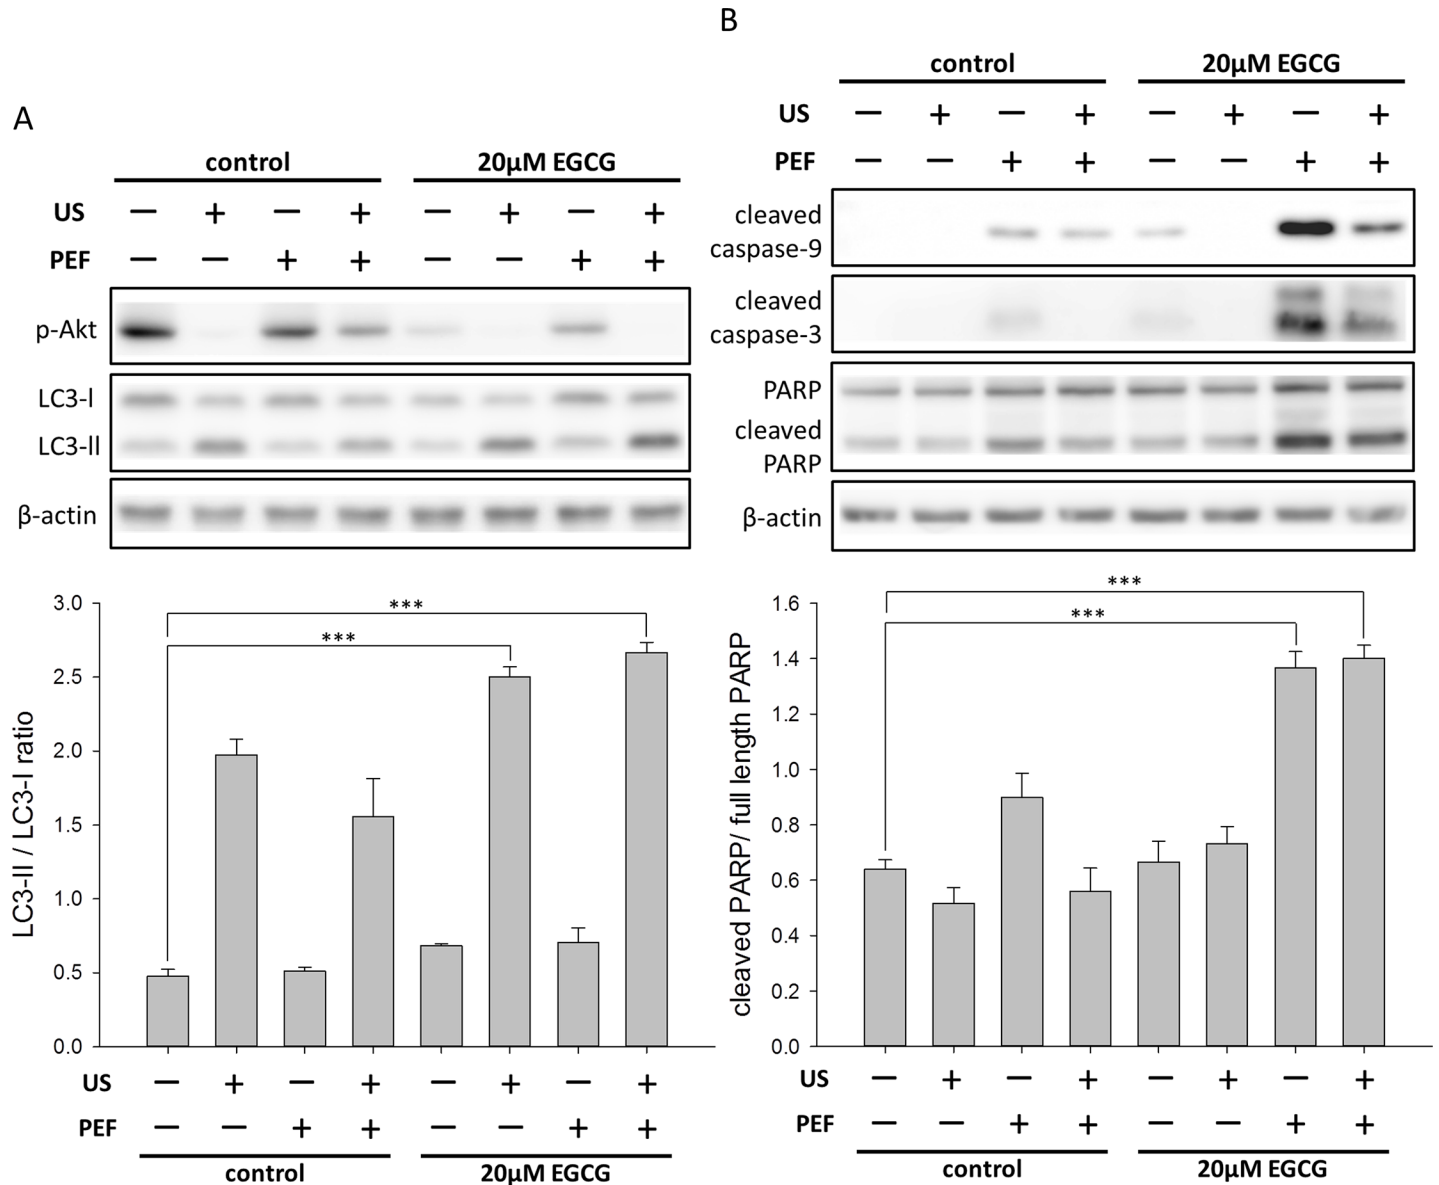 A
control 20μM EGCG
US — + — + — + — +
PEF — — + + — — + +
p-Akt
LC3-I
LC3-II
β-actin
3.0
2.5
2.0
1.5
1.0
0.5
0.0
LC3-II / LC3-I ratio
***
***
US — + — + — + — +
PEF — — + + — — + +
control 20μM EGCG
B
control 20μM EGCG
US — + — + — + — +
PEF — — + + — — + +
cleaved
caspase-9
cleaved
caspase-3
PARP
cleaved
PARP
β-actin
1.6
1.4
1.2
1.0
0.8
0.6
0.4
0.2
0.0
cleaved PARP/ full length PARP
***
***
US — + — + — + — +
PEF — — + + — — + +
control 20μM EGCG